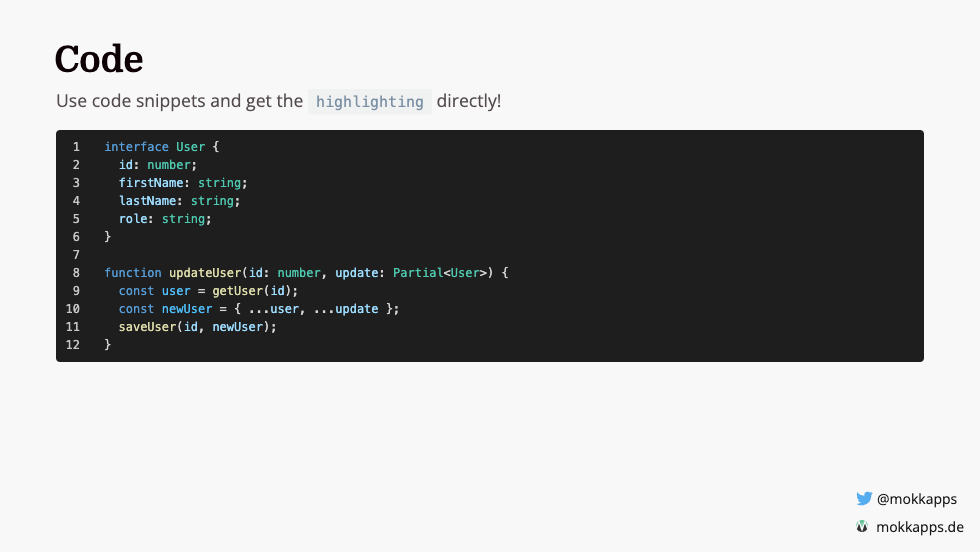 Code
Use code snippets and get the highlighting directly!
1 interface User {
2   id: number;
3   firstName: string;
4   lastName: string;
5   role: string;
6 }
7
8 function updateUser(id: number, update: Partial<User>) {
9   const user = getUser(id);
10   const newUser = { ...user, ...update };
11   saveUser(id, newUser);
12 }
@mokkapps
mokkapps.de